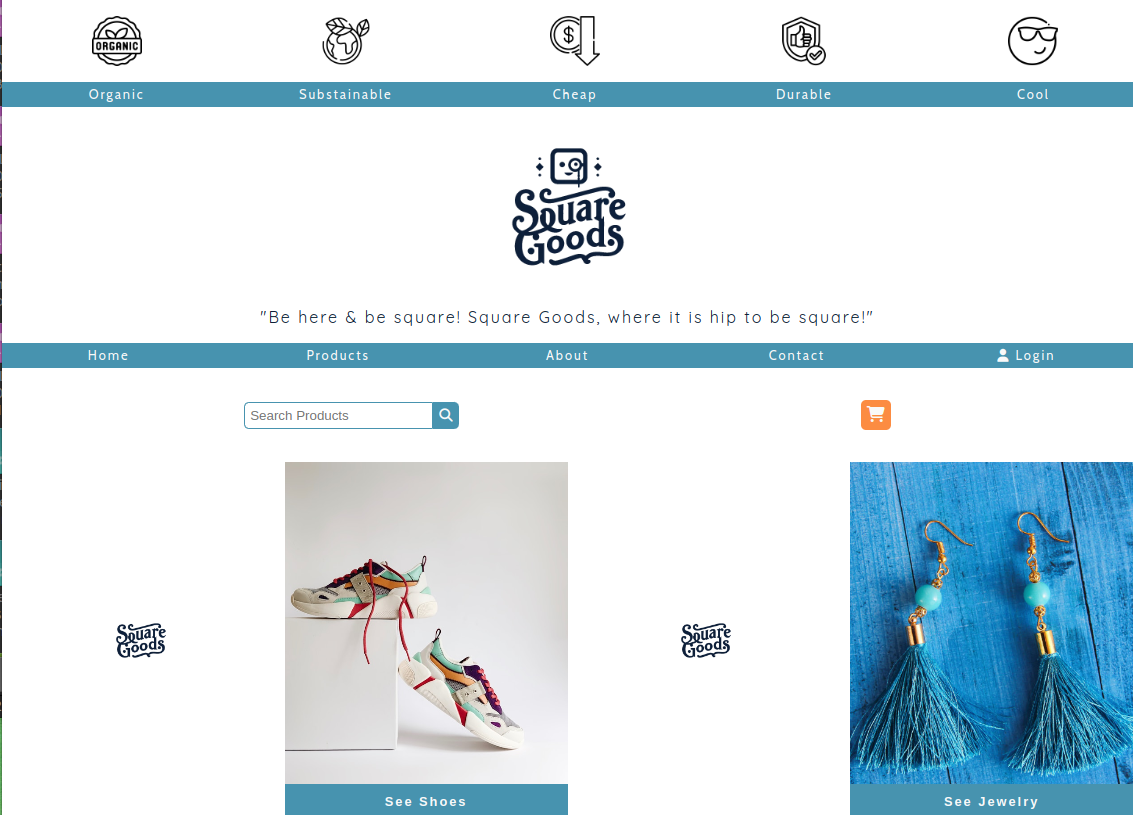 ORGANIC
$
Organic Substainable Cheap Durable Cool
Square
Goods
"Be here & be square! Square Goods, where it is hip to be square!"
Home Products About Contact Login
Search Products
Square
Goods
Square
Goods
See Shoes
See Jewelry